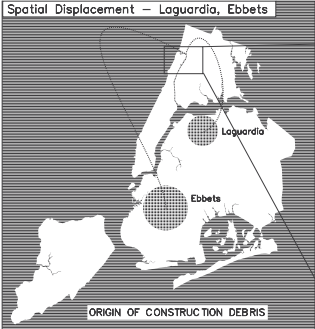 Spatial Displacement – Laguardia, Ebbets
Laguardia
Ebbets
ORIGIN OF CONSTRUCTION DEBRIS